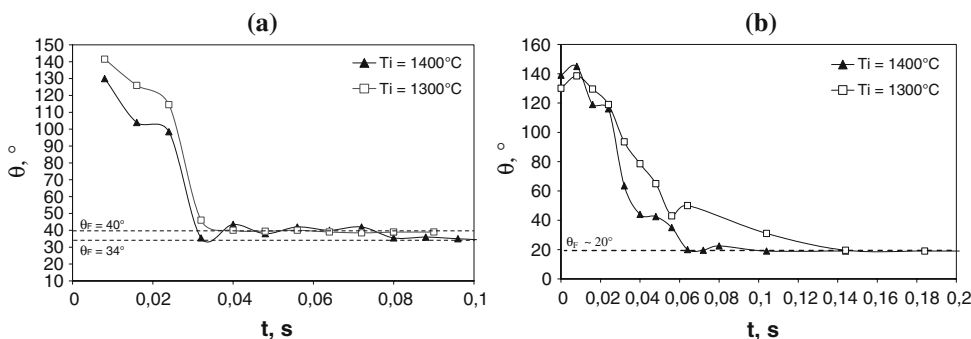 (a)
150
140
130
120
110
100
90
80
70
60
50
40
30
20
10
θ, °
Ti = 1400°C
Ti = 1300°C
θF = 40°
θF = 34°
0 0,02 0,04 0,06 0,08 0,1
t, s
(b)
160
140
120
100
80
60
40
20
0
θ, °
Ti = 1400°C
Ti = 1300°C
θF ~ 20°
0 0,02 0,04 0,06 0,08 0,1 0,12 0,14 0,16 0,18 0,2
t, s